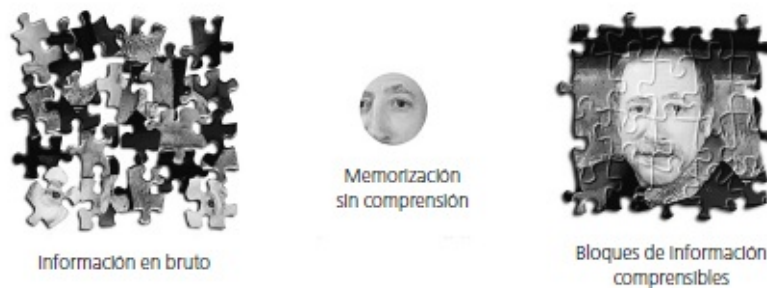 Información en bruto
Memorización
sin comprensión
Bloques de Información
comprensibles